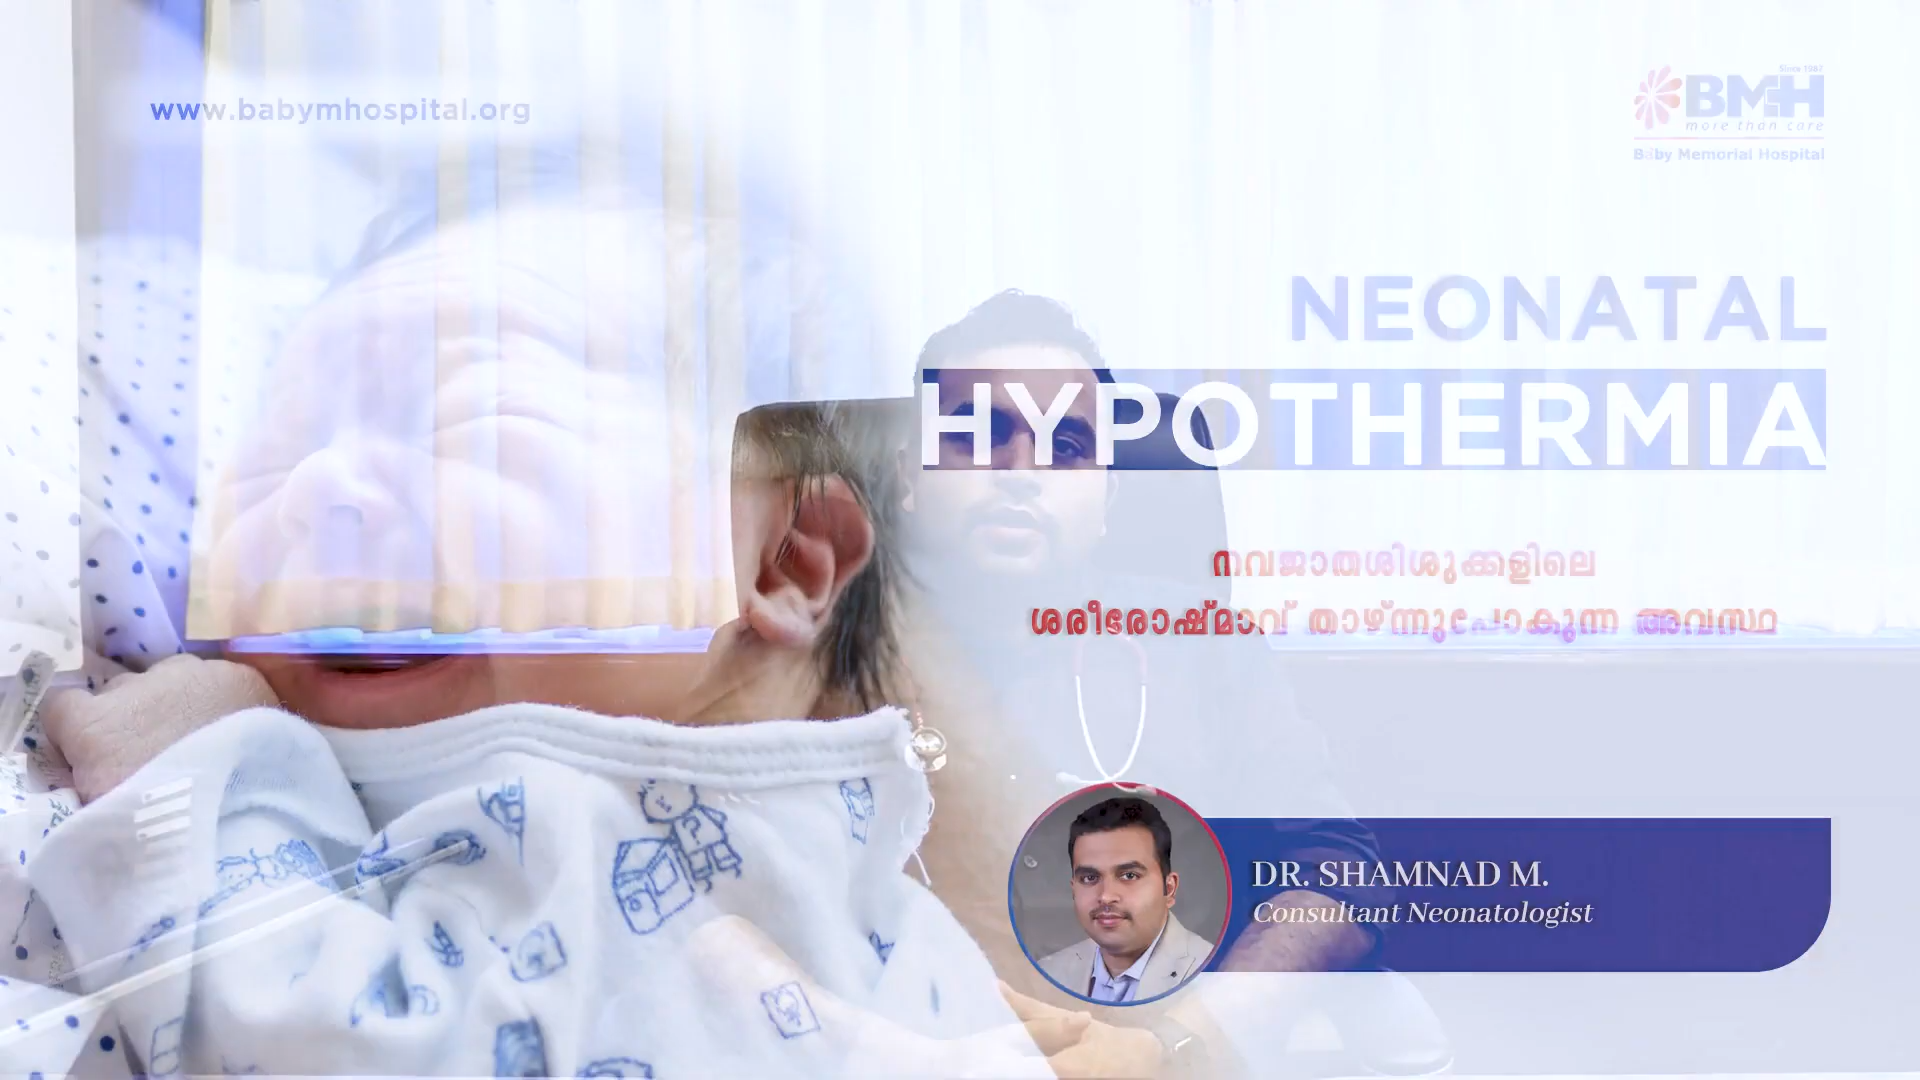 www.babymhospital.org
Since 1987
BMH
more than care
Baby Memorial Hospital
NEONATAL
HYPOTHERMIA
നവജാതശിശുക്കളിലെ
ശരീരോഷ്മാവ് താഴ്ന്നുപോകുന്ന അവസ്ഥ
DR. SHAMNAD M.
Consultant Neonatologist